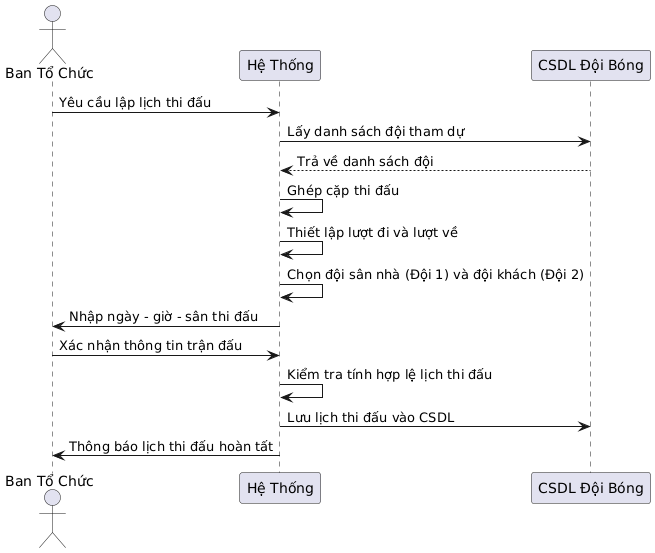 Ban Tổ Chức
Hệ Thống
CSDL Đội Bóng
Yêu cầu lập lịch thi đấu
Lấy danh sách đội tham dự
Trả về danh sách đội
Ghép cặp thi đấu
Thiết lập lượt đi và lượt về
Chọn đội sân nhà (Đội 1) và đội khách (Đội 2)
Nhập ngày - giờ - sân thi đấu
Xác nhận thông tin trận đấu
Kiểm tra tính hợp lệ lịch thi đấu
Lưu lịch thi đấu vào CSDL
Thông báo lịch thi đấu hoàn tất
Ban Tổ Chức
Hệ Thống
CSDL Đội Bóng